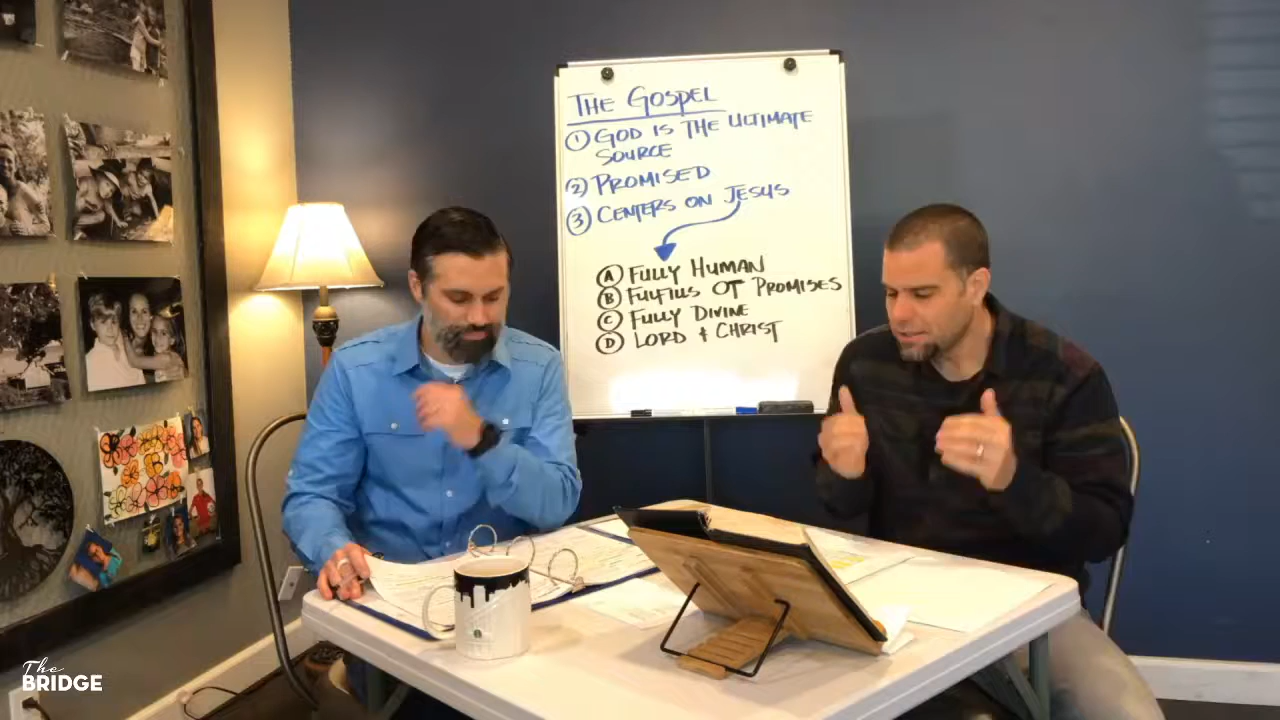 THE GOSPEL
① GOD IS THE ULTIMATE
SOURCE
② PROMISED
③ CENTERS ON JESUS
Ⓐ FULLY HUMAN
Ⓑ FULFILLS OT PROMISES
Ⓒ FULLY DIVINE
Ⓓ LORD & CHRIST
The
BRIDGE